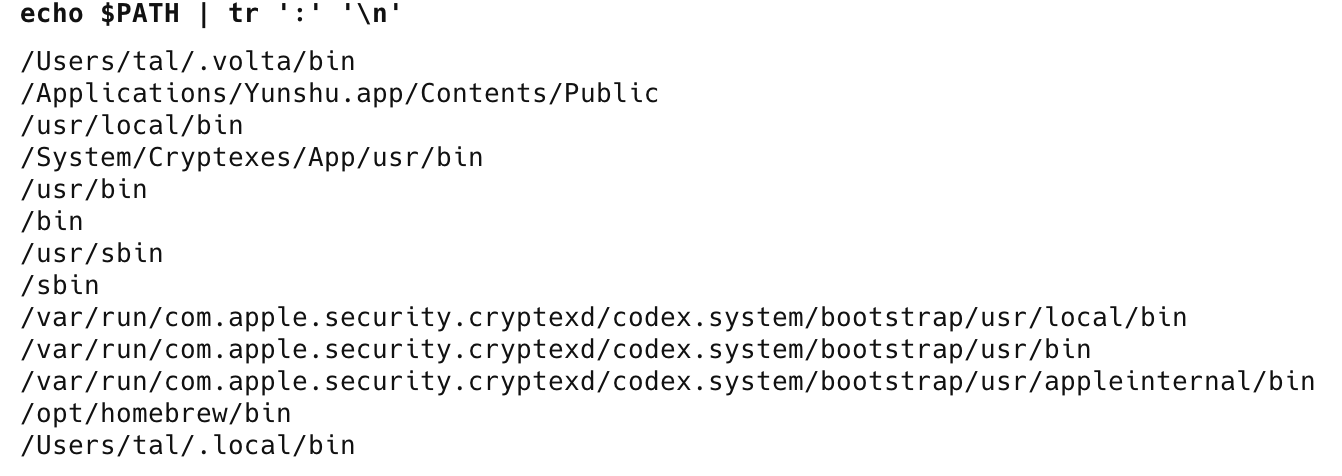 echo $PATH | tr ':' '\n'
/Users/tal/.volta/bin
/Applications/Yunshu.app/Contents/Public
/usr/local/bin
/System/Cryptexes/App/usr/bin
/usr/bin
/bin
/usr/sbin
/sbin
/var/run/com.apple.security.cryptexd/codex.system/bootstrap/usr/local/bin
/var/run/com.apple.security.cryptexd/codex.system/bootstrap/usr/bin
/var/run/com.apple.security.cryptexd/codex.system/bootstrap/usr/appleinternal/bin
/opt/homebrew/bin
/Users/tal/.local/bin